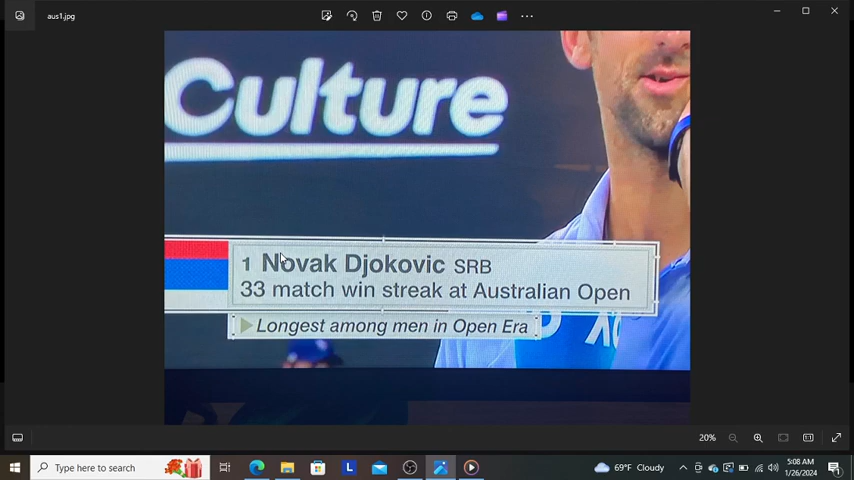 aus1.jpg
Culture
1 Novak Djokovic SRB
33 match win streak at Australian Open
Longest among men in Open Era
20%
Type here to search
L
69°F Cloudy
5:08 AM
1/26/2024